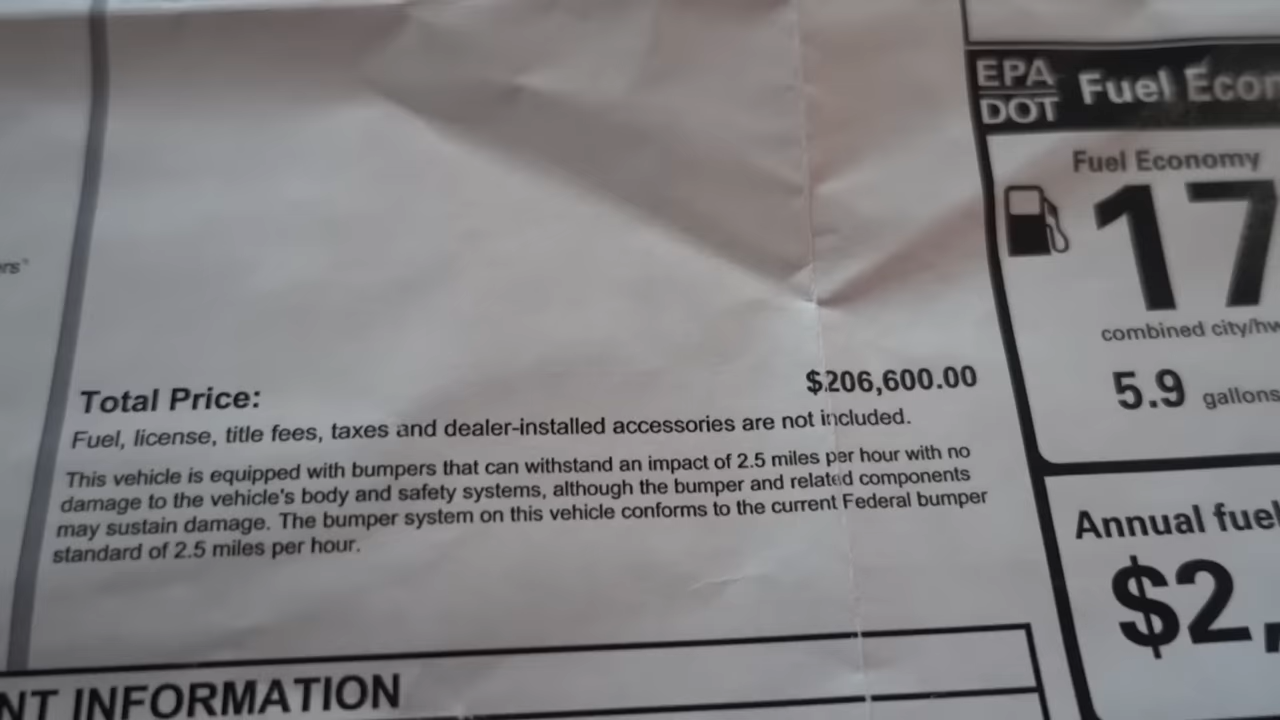 ers"
Total Price: $206,600.00
Fuel, license, title fees, taxes and dealer-installed accessories are not included.
This vehicle is equipped with bumpers that can withstand an impact of 2.5 miles per hour with no
damage to the vehicle's body and safety systems, although the bumper and related components
may sustain damage. The bumper system on this vehicle conforms to the current Federal bumper
standard of 2.5 miles per hour.
NT INFORMATION
EPA
DOT
Fuel Econ
Fuel Economy
17
combined city/hw
5.9 gallons
Annual fuel
$2,